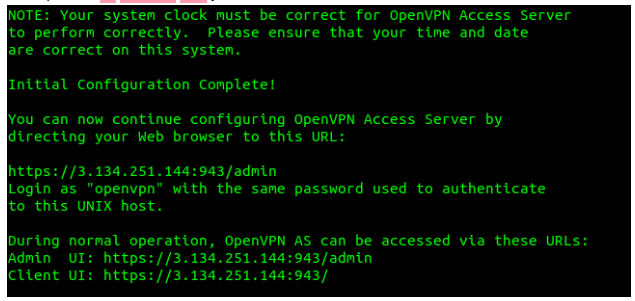 NOTE: Your system clock must be correct for OpenVPN Access Server
to perform correctly.  Please ensure that your time and date
are correct on this system.
Initial Configuration Complete!
You can now continue configuring OpenVPN Access Server by
directing your Web browser to this URL:
https://3.134.251.144:943/admin
Login as "openvpn" with the same password used to authenticate
to this UNIX host.
During normal operation, OpenVPN AS can be accessed via these URLs:
Admin  UI: https://3.134.251.144:943/admin
Client UI: https://3.134.251.144:943/